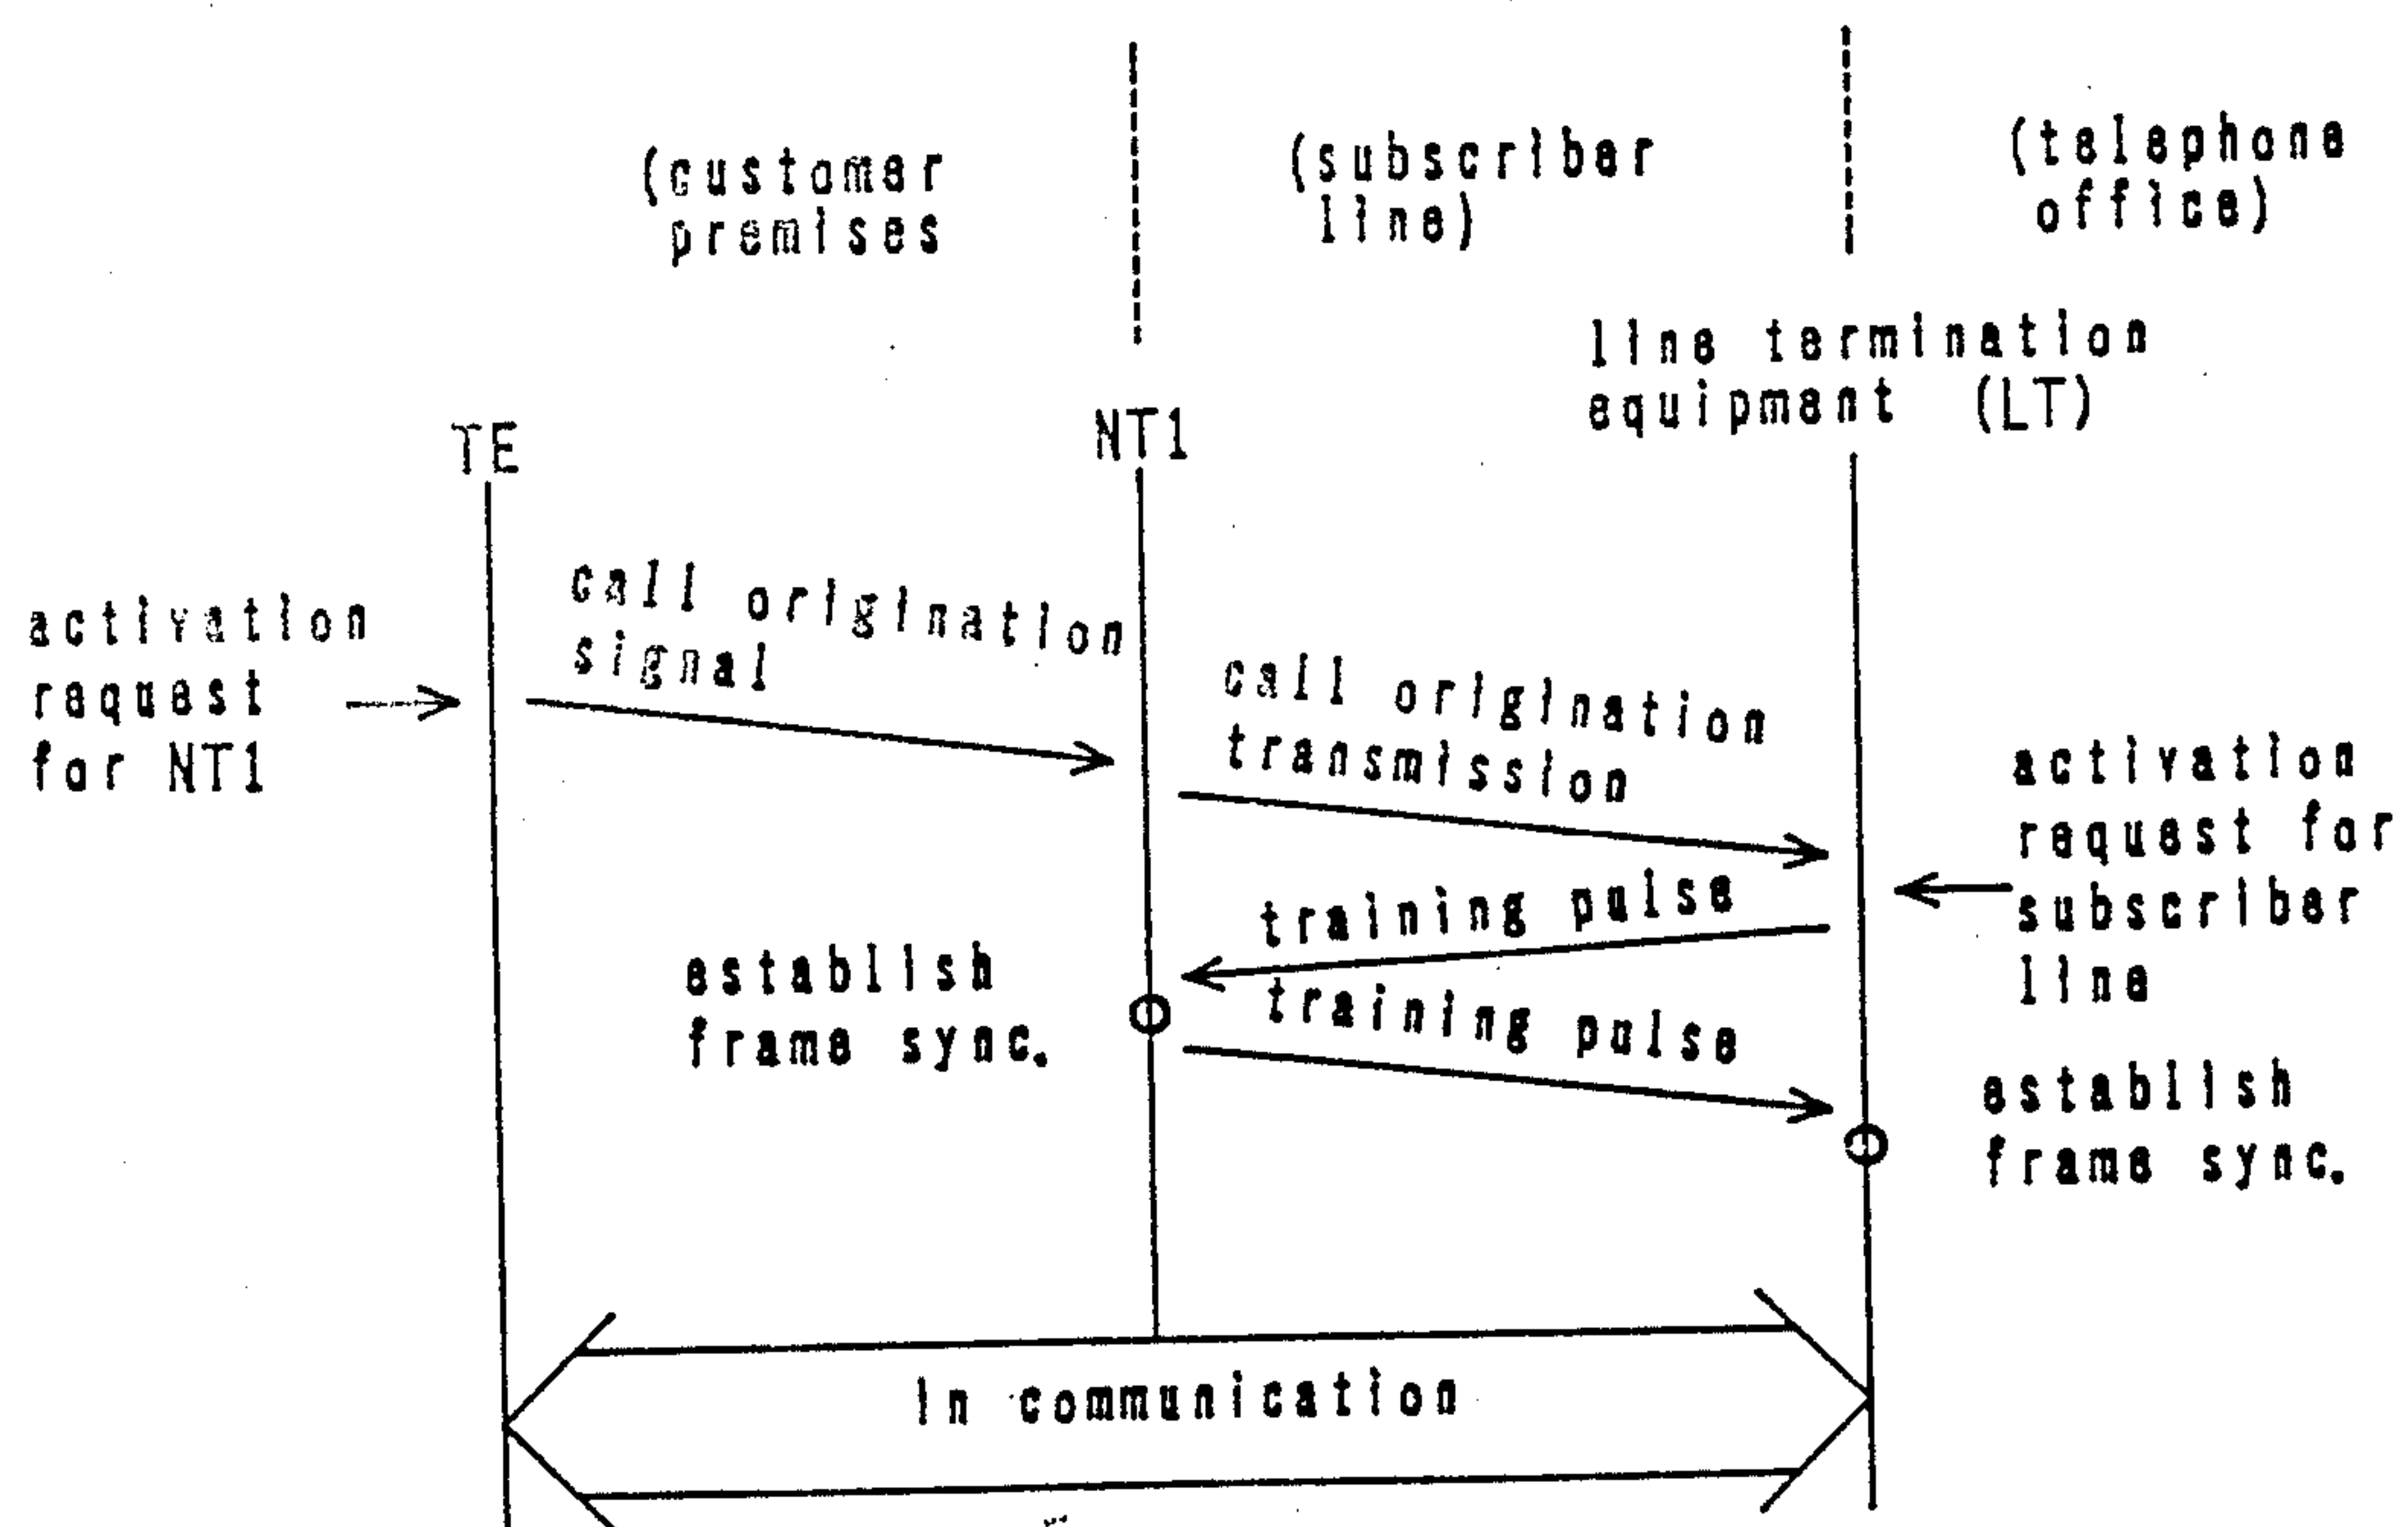 (customer
premises
(subscriber
line)
(telephone
office)
line termination
equipment (LT)
TE
NT1
activation
request
for NT1
call origination
signal
call origination
transmission
activation
request for
subscriber
line
training pulse
establish
frame sync.
training pulse
establish
frame sync.
In communication